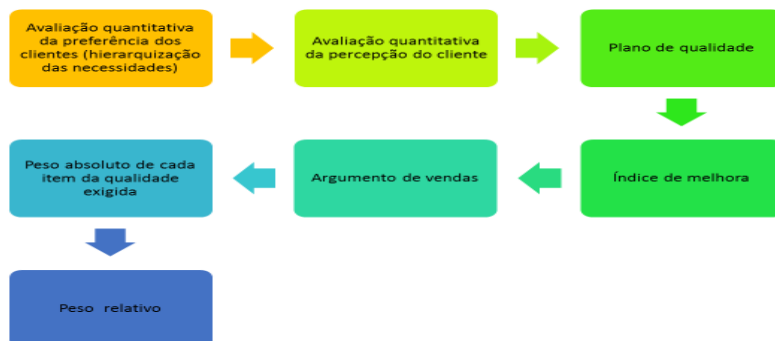 Avaliação quantitativa
da preferência dos
clientes (hierarquização
das necessidades)
Avaliação quantitativa
da percepção do cliente
Plano de qualidade
Índice de melhora
Argumento de vendas
Peso absoluto de cada
item da qualidade
exigida
Peso relativo